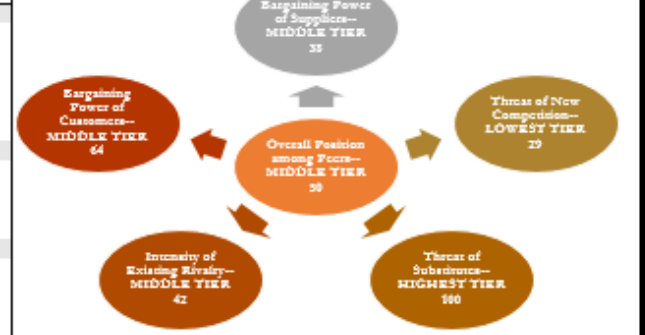 Bargaining Power
of Suppliers--
MIDDLE TIER
38
Bargaining
Power of
Customers--
MIDDLE TIER
64
Threat of New
Competition--
LOWEST TIER
29
Overall Position
among Peers--
MIDDLE TIER
50
Intensity of
Existing Rivalry--
MIDDLE TIER
42
Threat of
Substitutes--
HIGHEST TIER
100